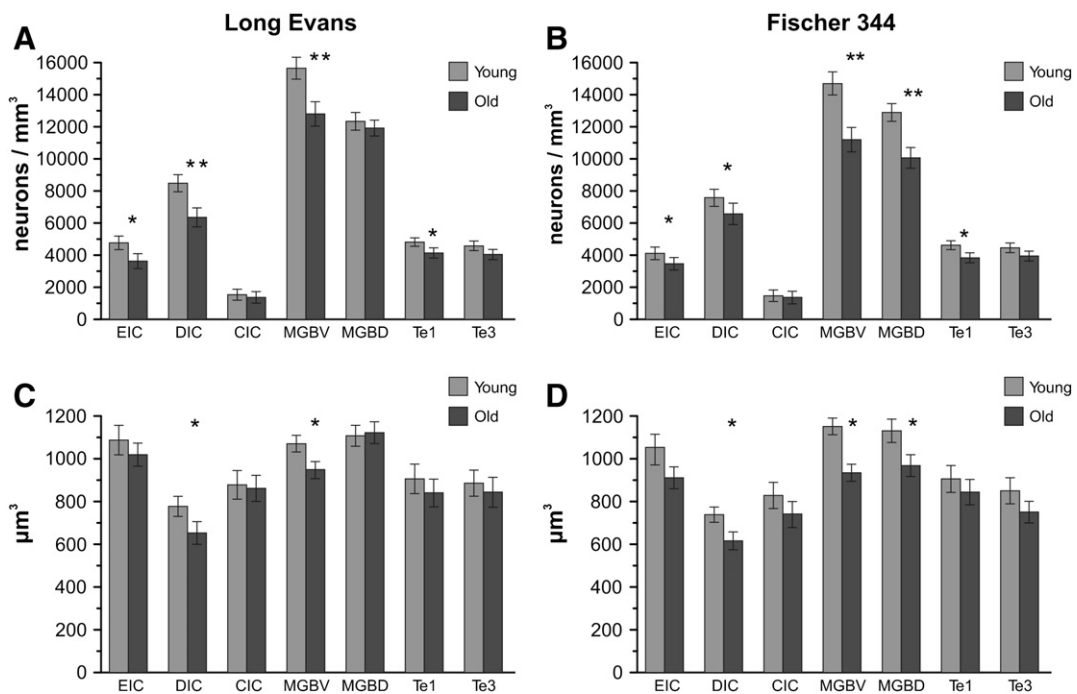 Long Evans
Fischer 344
A
neurons / mm³
16000
14000
12000
10000
8000
6000
4000
2000
0
*
**
**
*
Young
Old
EIC DIC CIC MGBV MGBD Te1 Te3
B
neurons / mm³
16000
14000
12000
10000
8000
6000
4000
2000
0
*
*
**
**
*
Young
Old
EIC DIC CIC MGBV MGBD Te1 Te3
C
µm³
1200
1000
800
600
400
200
0
*
*
Young
Old
EIC DIC CIC MGBV MGBD Te1 Te3
D
µm³
1200
1000
800
600
400
200
0
*
*
*
Young
Old
EIC DIC CIC MGBV MGBD Te1 Te3